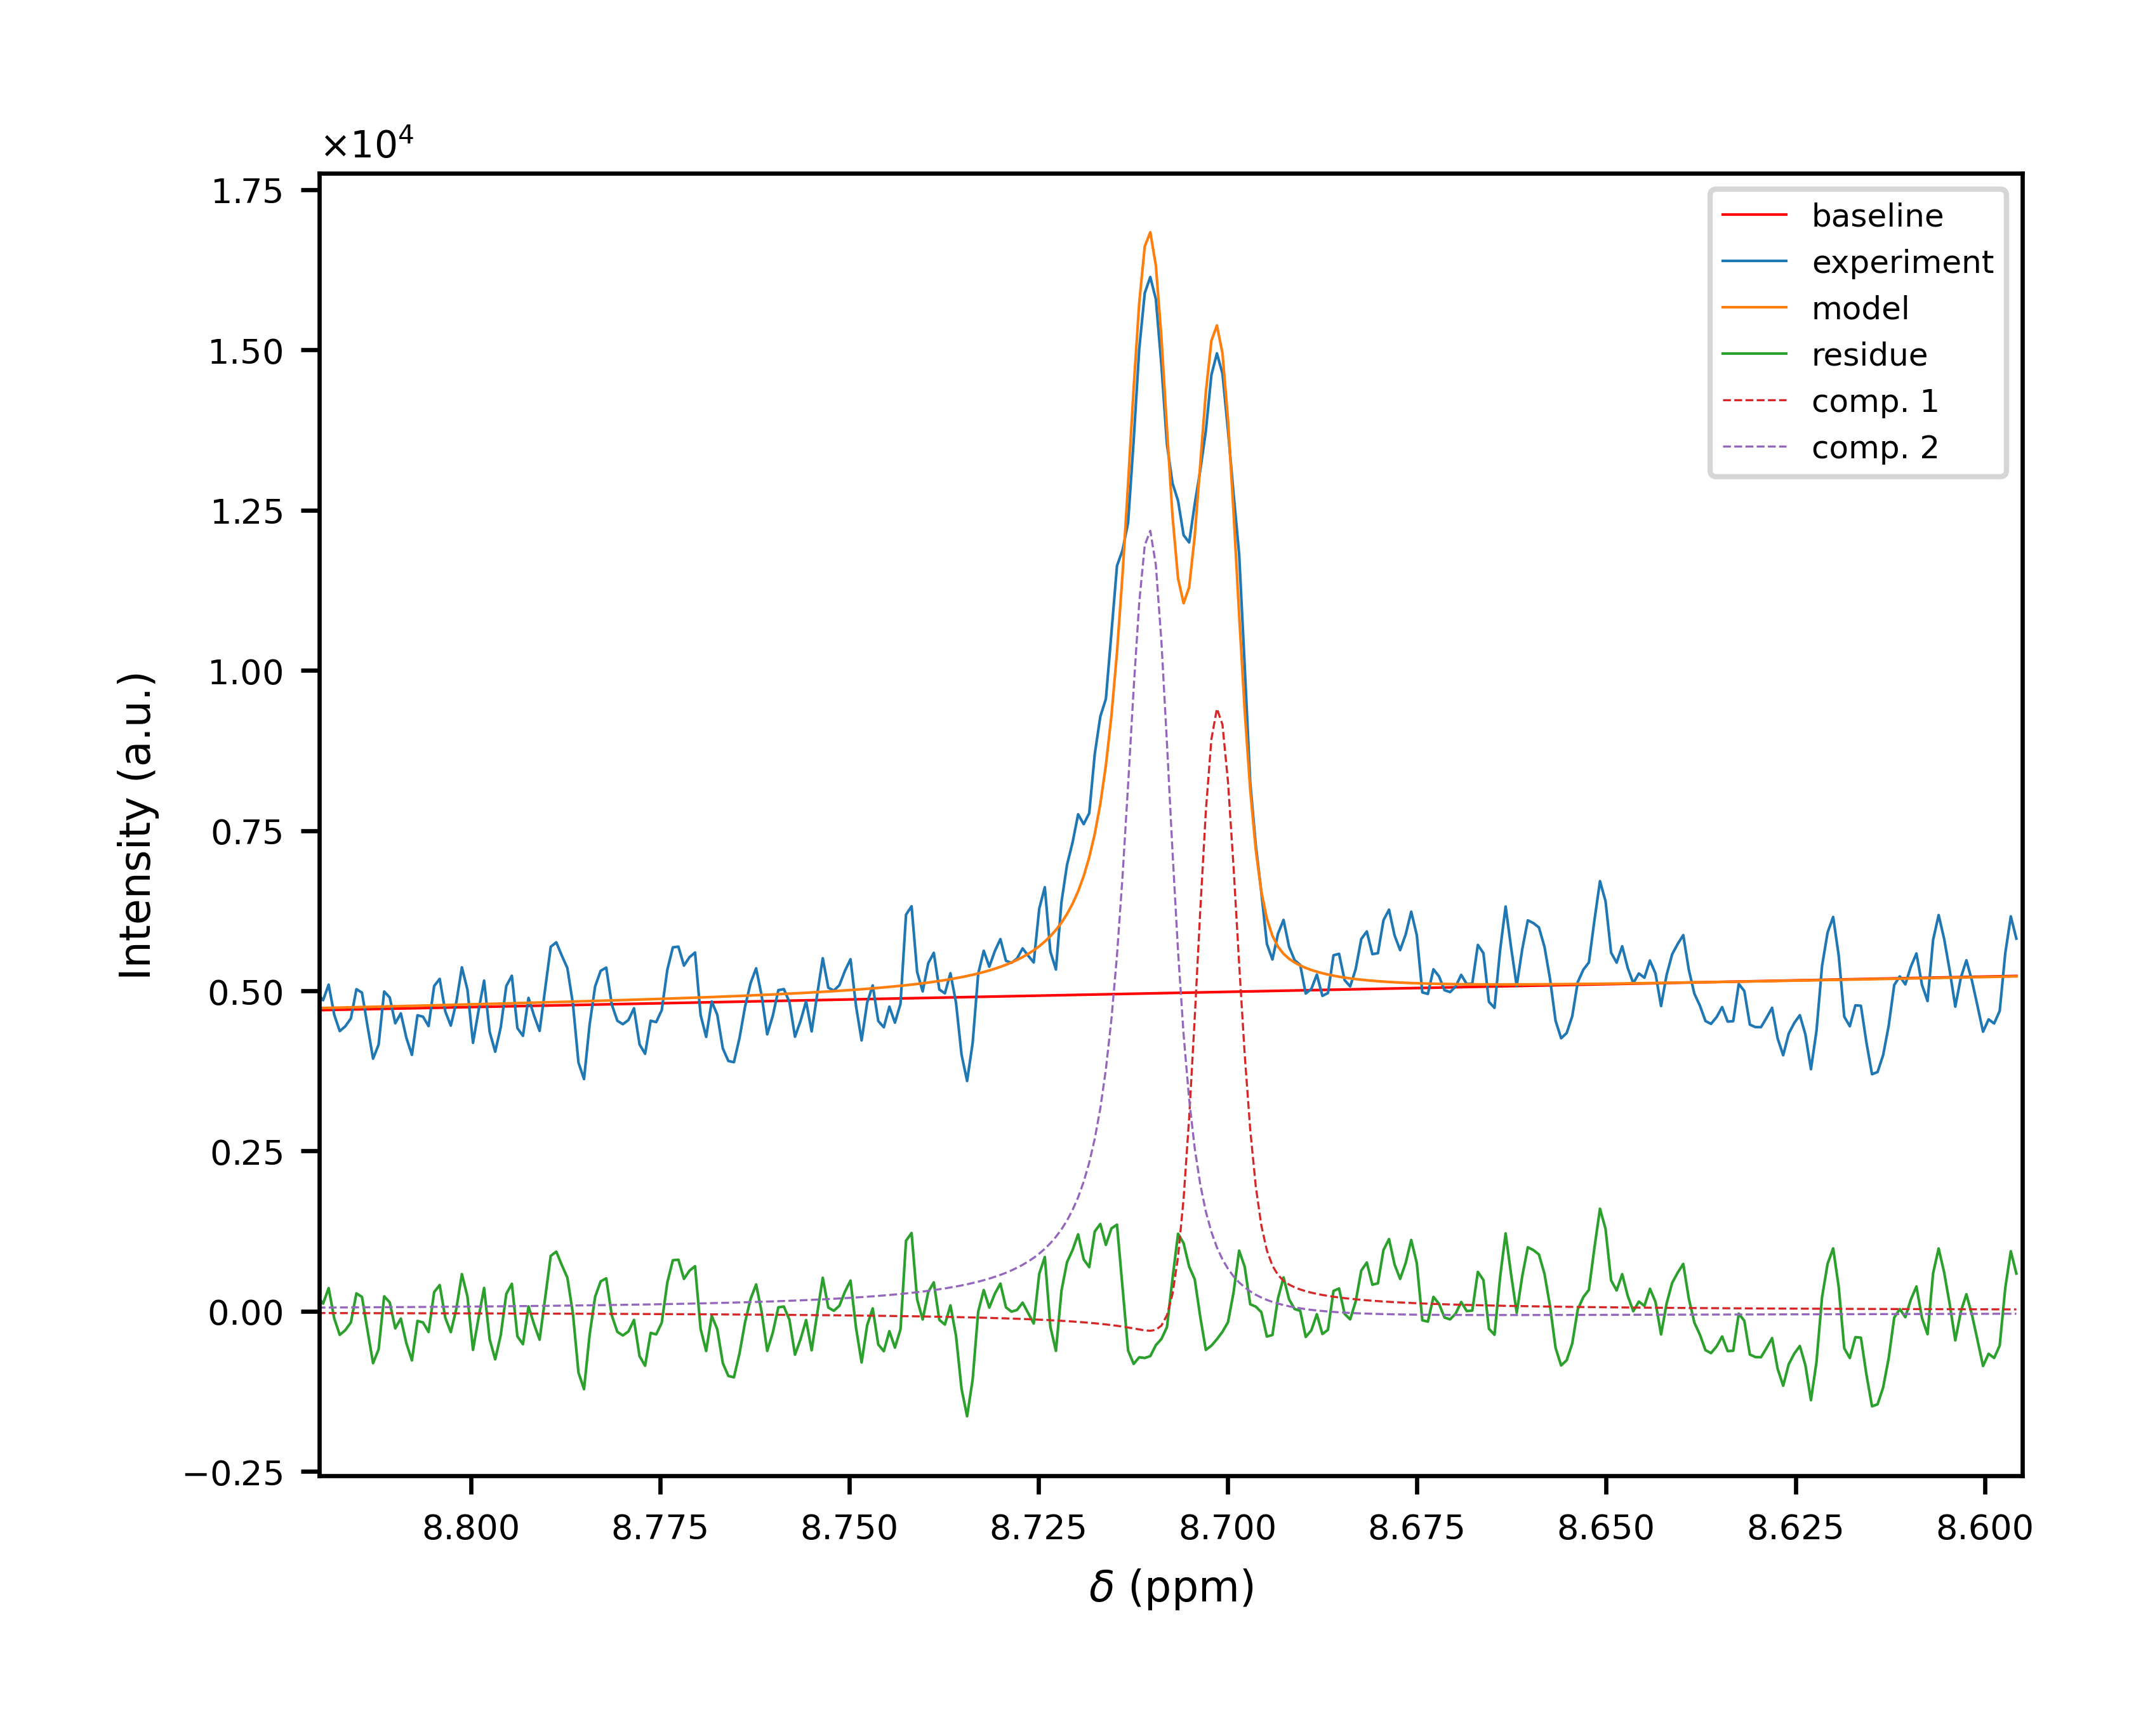 ×10⁴
1.75
1.50
1.25
1.00
0.75
0.50
0.25
0.00
−0.25
Intensity (a.u.)
baseline
experiment
model
residue
comp. 1
comp. 2
8.800 8.775 8.750 8.725 8.700 8.675 8.650 8.625 8.600
δ (ppm)